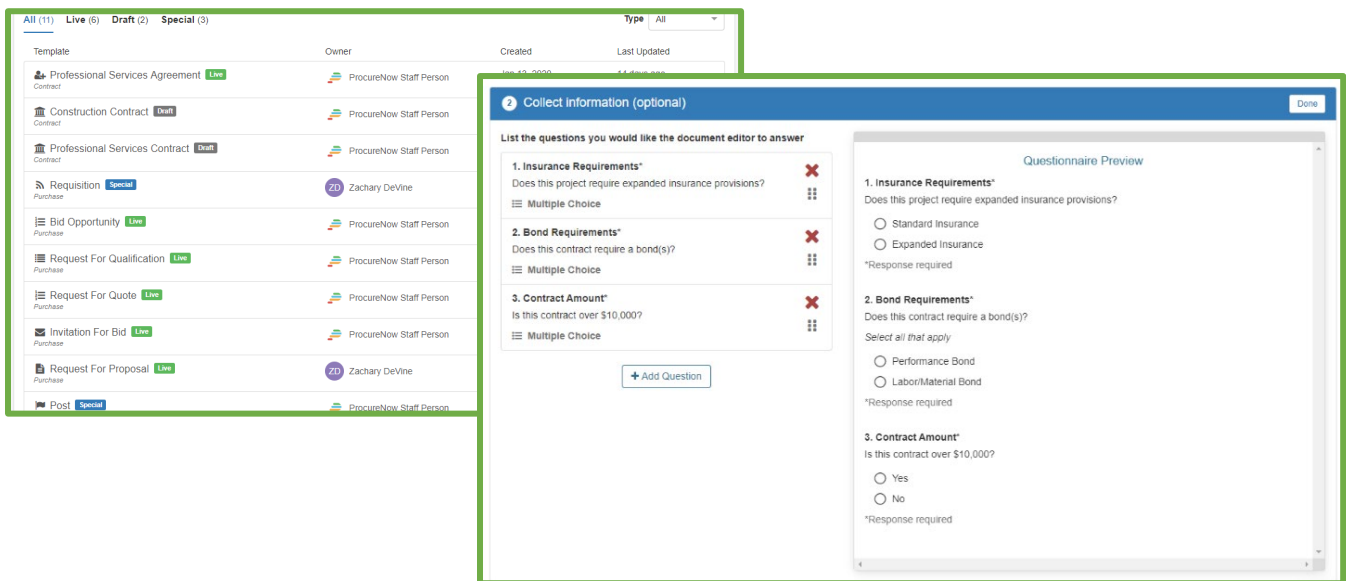 All (11) Live (6) Draft (2) Special (3) Type All
Template Owner Created Last Updated
Professional Services Agreement Live ProcureNow Staff Person
Contract
Construction Contract Draft ProcureNow Staff Person
Contract
Professional Services Contract Draft ProcureNow Staff Person
Contract
Requisition Special ZD Zachary DeVine
Purchase
Bid Opportunity Live ProcureNow Staff Person
Purchase
Request For Qualification Live ProcureNow Staff Person
Purchase
Request For Quote Live ProcureNow Staff Person
Purchase
Invitation For Bid Live ProcureNow Staff Person
Purchase
Request For Proposal Live ZD Zachary DeVine
Purchase
Post Special ProcureNow Staff Person
2 Collect information (optional) Done
List the questions you would like the document editor to answer
1. Insurance Requirements*
Does this project require expanded insurance provisions?
Multiple Choice
2. Bond Requirements*
Does this contract require a bond(s)?
Multiple Choice
3. Contract Amount*
Is this contract over $10,000?
Multiple Choice
+ Add Question
Questionnaire Preview
1. Insurance Requirements*
Does this project require expanded insurance provisions?
Standard Insurance
Expanded Insurance
*Response required
2. Bond Requirements*
Does this contract require a bond(s)?
Select all that apply
Performance Bond
Labor/Material Bond
*Response required
3. Contract Amount*
Is this contract over $10,000?
Yes
No
*Response required